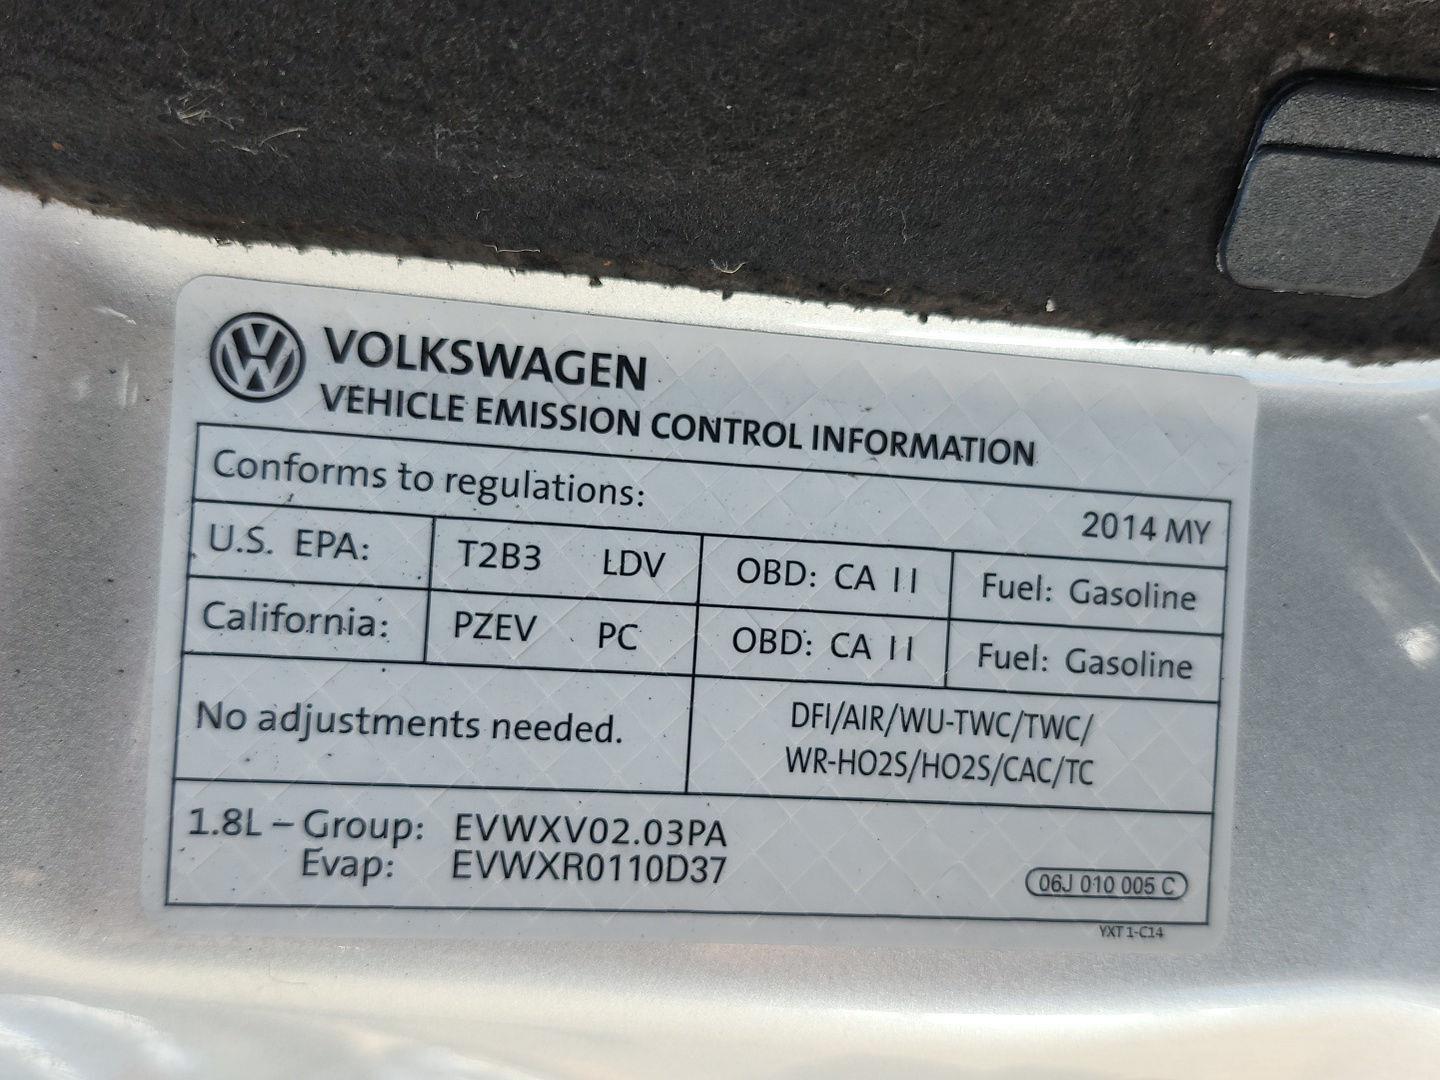 VOLKSWAGEN
VEHICLE EMISSION CONTROL INFORMATION
Conforms to regulations:
2014 MY
U.S. EPA: T2B3 LDV OBD: CA II Fuel: Gasoline
California: PZEV PC OBD: CA II Fuel: Gasoline
No adjustments needed.
DFI/AIR/WU-TWC/TWC/
WR-HO2S/HO2S/CAC/TC
1.8L – Group: EVWXV02.03PA
Evap: EVWXR0110D37
06J 010 005 C
YXT 1-C14